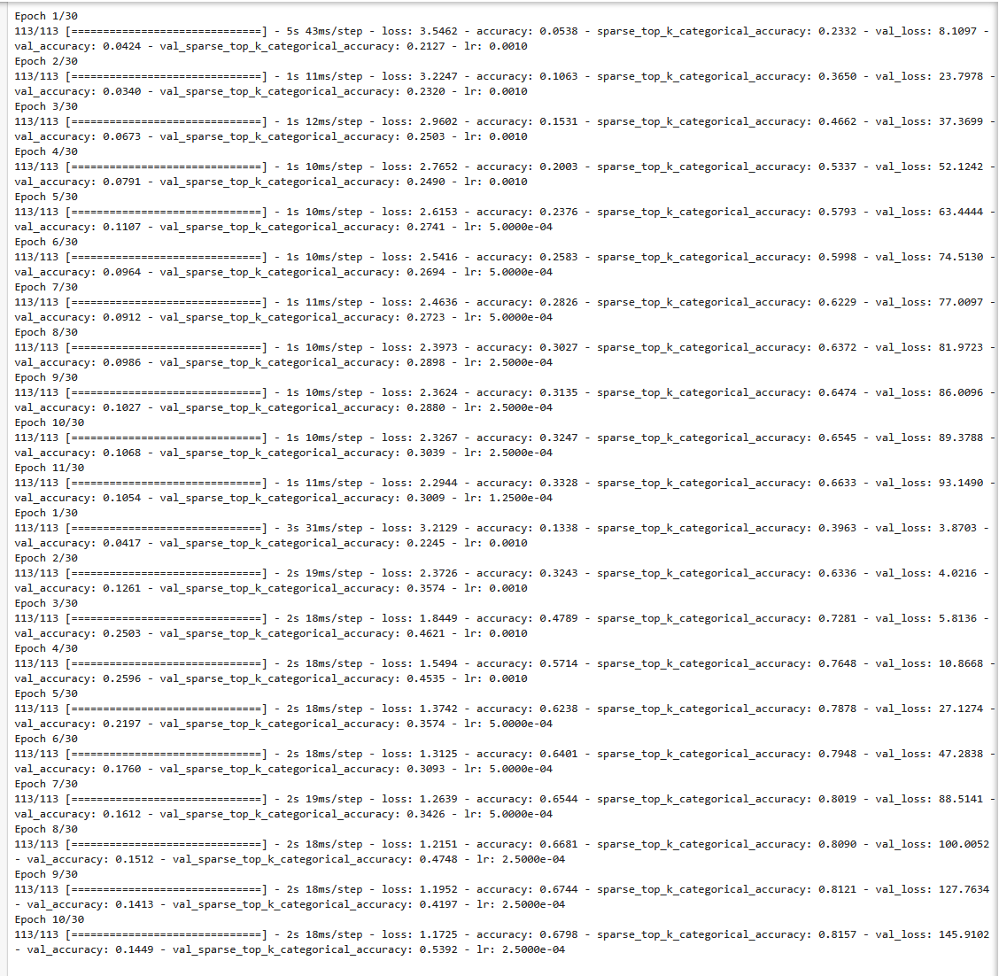 Epoch 1/30
113/113 [==============================] - 5s 43ms/step - loss: 3.5462 - accuracy: 0.0538 - sparse_top_k_categorical_accuracy: 0.2332 - val_loss: 8.1097 -
val_accuracy: 0.0424 - val_sparse_top_k_categorical_accuracy: 0.2127 - lr: 0.0010
Epoch 2/30
113/113 [==============================] - 1s 11ms/step - loss: 3.2247 - accuracy: 0.1063 - sparse_top_k_categorical_accuracy: 0.3650 - val_loss: 23.7978 -
val_accuracy: 0.0340 - val_sparse_top_k_categorical_accuracy: 0.2320 - lr: 0.0010
Epoch 3/30
113/113 [==============================] - 1s 12ms/step - loss: 2.9602 - accuracy: 0.1531 - sparse_top_k_categorical_accuracy: 0.4662 - val_loss: 37.3699 -
val_accuracy: 0.0673 - val_sparse_top_k_categorical_accuracy: 0.2503 - lr: 0.0010
Epoch 4/30
113/113 [==============================] - 1s 10ms/step - loss: 2.7652 - accuracy: 0.2003 - sparse_top_k_categorical_accuracy: 0.5337 - val_loss: 52.1242 -
val_accuracy: 0.0791 - val_sparse_top_k_categorical_accuracy: 0.2490 - lr: 0.0010
Epoch 5/30
113/113 [==============================] - 1s 10ms/step - loss: 2.6153 - accuracy: 0.2376 - sparse_top_k_categorical_accuracy: 0.5793 - val_loss: 63.4444 -
val_accuracy: 0.1107 - val_sparse_top_k_categorical_accuracy: 0.2741 - lr: 5.0000e-04
Epoch 6/30
113/113 [==============================] - 1s 10ms/step - loss: 2.5416 - accuracy: 0.2583 - sparse_top_k_categorical_accuracy: 0.5998 - val_loss: 74.5130 -
val_accuracy: 0.0964 - val_sparse_top_k_categorical_accuracy: 0.2694 - lr: 5.0000e-04
Epoch 7/30
113/113 [==============================] - 1s 11ms/step - loss: 2.4636 - accuracy: 0.2826 - sparse_top_k_categorical_accuracy: 0.6229 - val_loss: 77.0097 -
val_accuracy: 0.0912 - val_sparse_top_k_categorical_accuracy: 0.2723 - lr: 5.0000e-04
Epoch 8/30
113/113 [==============================] - 1s 10ms/step - loss: 2.3973 - accuracy: 0.3027 - sparse_top_k_categorical_accuracy: 0.6372 - val_loss: 81.9723 -
val_accuracy: 0.0986 - val_sparse_top_k_categorical_accuracy: 0.2898 - lr: 2.5000e-04
Epoch 9/30
113/113 [==============================] - 1s 10ms/step - loss: 2.3624 - accuracy: 0.3135 - sparse_top_k_categorical_accuracy: 0.6474 - val_loss: 86.0096 -
val_accuracy: 0.1027 - val_sparse_top_k_categorical_accuracy: 0.2880 - lr: 2.5000e-04
Epoch 10/30
113/113 [==============================] - 1s 10ms/step - loss: 2.3267 - accuracy: 0.3247 - sparse_top_k_categorical_accuracy: 0.6545 - val_loss: 89.3788 -
val_accuracy: 0.1068 - val_sparse_top_k_categorical_accuracy: 0.3039 - lr: 2.5000e-04
Epoch 11/30
113/113 [==============================] - 1s 11ms/step - loss: 2.2944 - accuracy: 0.3328 - sparse_top_k_categorical_accuracy: 0.6633 - val_loss: 93.1490 -
val_accuracy: 0.1054 - val_sparse_top_k_categorical_accuracy: 0.3009 - lr: 1.2500e-04
Epoch 1/30
113/113 [==============================] - 3s 31ms/step - loss: 3.2129 - accuracy: 0.1338 - sparse_top_k_categorical_accuracy: 0.3963 - val_loss: 3.8703 -
val_accuracy: 0.0417 - val_sparse_top_k_categorical_accuracy: 0.2245 - lr: 0.0010
Epoch 2/30
113/113 [==============================] - 2s 19ms/step - loss: 2.3726 - accuracy: 0.3243 - sparse_top_k_categorical_accuracy: 0.6336 - val_loss: 4.0216 -
val_accuracy: 0.1261 - val_sparse_top_k_categorical_accuracy: 0.3574 - lr: 0.0010
Epoch 3/30
113/113 [==============================] - 2s 18ms/step - loss: 1.8449 - accuracy: 0.4789 - sparse_top_k_categorical_accuracy: 0.7281 - val_loss: 5.8136 -
val_accuracy: 0.2503 - val_sparse_top_k_categorical_accuracy: 0.4621 - lr: 0.0010
Epoch 4/30
113/113 [==============================] - 2s 18ms/step - loss: 1.5494 - accuracy: 0.5714 - sparse_top_k_categorical_accuracy: 0.7648 - val_loss: 10.8668 -
val_accuracy: 0.2596 - val_sparse_top_k_categorical_accuracy: 0.4535 - lr: 0.0010
Epoch 5/30
113/113 [==============================] - 2s 18ms/step - loss: 1.3742 - accuracy: 0.6238 - sparse_top_k_categorical_accuracy: 0.7878 - val_loss: 27.1274 -
val_accuracy: 0.2197 - val_sparse_top_k_categorical_accuracy: 0.3574 - lr: 5.0000e-04
Epoch 6/30
113/113 [==============================] - 2s 18ms/step - loss: 1.3125 - accuracy: 0.6401 - sparse_top_k_categorical_accuracy: 0.7948 - val_loss: 47.2838 -
val_accuracy: 0.1760 - val_sparse_top_k_categorical_accuracy: 0.3093 - lr: 5.0000e-04
Epoch 7/30
113/113 [==============================] - 2s 19ms/step - loss: 1.2639 - accuracy: 0.6544 - sparse_top_k_categorical_accuracy: 0.8019 - val_loss: 88.5141 -
val_accuracy: 0.1612 - val_sparse_top_k_categorical_accuracy: 0.3426 - lr: 5.0000e-04
Epoch 8/30
113/113 [==============================] - 2s 18ms/step - loss: 1.2151 - accuracy: 0.6681 - sparse_top_k_categorical_accuracy: 0.8090 - val_loss: 100.0052
- val_accuracy: 0.1512 - val_sparse_top_k_categorical_accuracy: 0.4748 - lr: 2.5000e-04
Epoch 9/30
113/113 [==============================] - 2s 18ms/step - loss: 1.1952 - accuracy: 0.6744 - sparse_top_k_categorical_accuracy: 0.8121 - val_loss: 127.7634
- val_accuracy: 0.1413 - val_sparse_top_k_categorical_accuracy: 0.4197 - lr: 2.5000e-04
Epoch 10/30
113/113 [==============================] - 2s 18ms/step - loss: 1.1725 - accuracy: 0.6798 - sparse_top_k_categorical_accuracy: 0.8157 - val_loss: 145.9102
- val_accuracy: 0.1449 - val_sparse_top_k_categorical_accuracy: 0.5392 - lr: 2.5000e-04